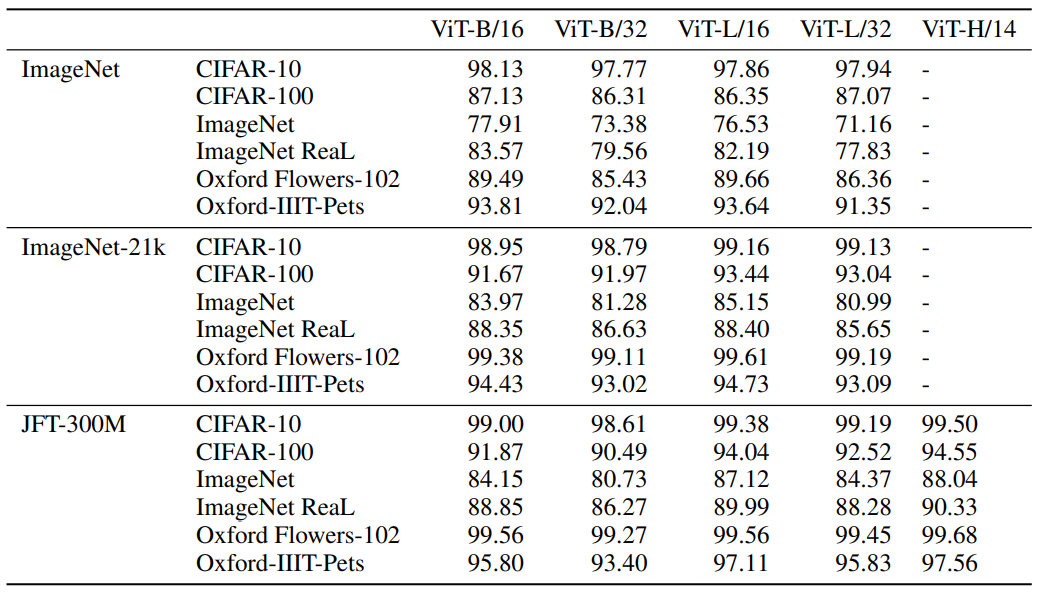 ViT-B/16 ViT-B/32 ViT-L/16 ViT-L/32 ViT-H/14
ImageNet CIFAR-10 98.13 97.77 97.86 97.94 -
CIFAR-100 87.13 86.31 86.35 87.07 -
ImageNet 77.91 73.38 76.53 71.16 -
ImageNet ReaL 83.57 79.56 82.19 77.83 -
Oxford Flowers-102 89.49 85.43 89.66 86.36 -
Oxford-IIIT-Pets 93.81 92.04 93.64 91.35 -
ImageNet-21k CIFAR-10 98.95 98.79 99.16 99.13 -
CIFAR-100 91.67 91.97 93.44 93.04 -
ImageNet 83.97 81.28 85.15 80.99 -
ImageNet ReaL 88.35 86.63 88.40 85.65 -
Oxford Flowers-102 99.38 99.11 99.61 99.19 -
Oxford-IIIT-Pets 94.43 93.02 94.73 93.09 -
JFT-300M CIFAR-10 99.00 98.61 99.38 99.19 99.50
CIFAR-100 91.87 90.49 94.04 92.52 94.55
ImageNet 84.15 80.73 87.12 84.37 88.04
ImageNet ReaL 88.85 86.27 89.99 88.28 90.33
Oxford Flowers-102 99.56 99.27 99.56 99.45 99.68
Oxford-IIIT-Pets 95.80 93.40 97.11 95.83 97.56